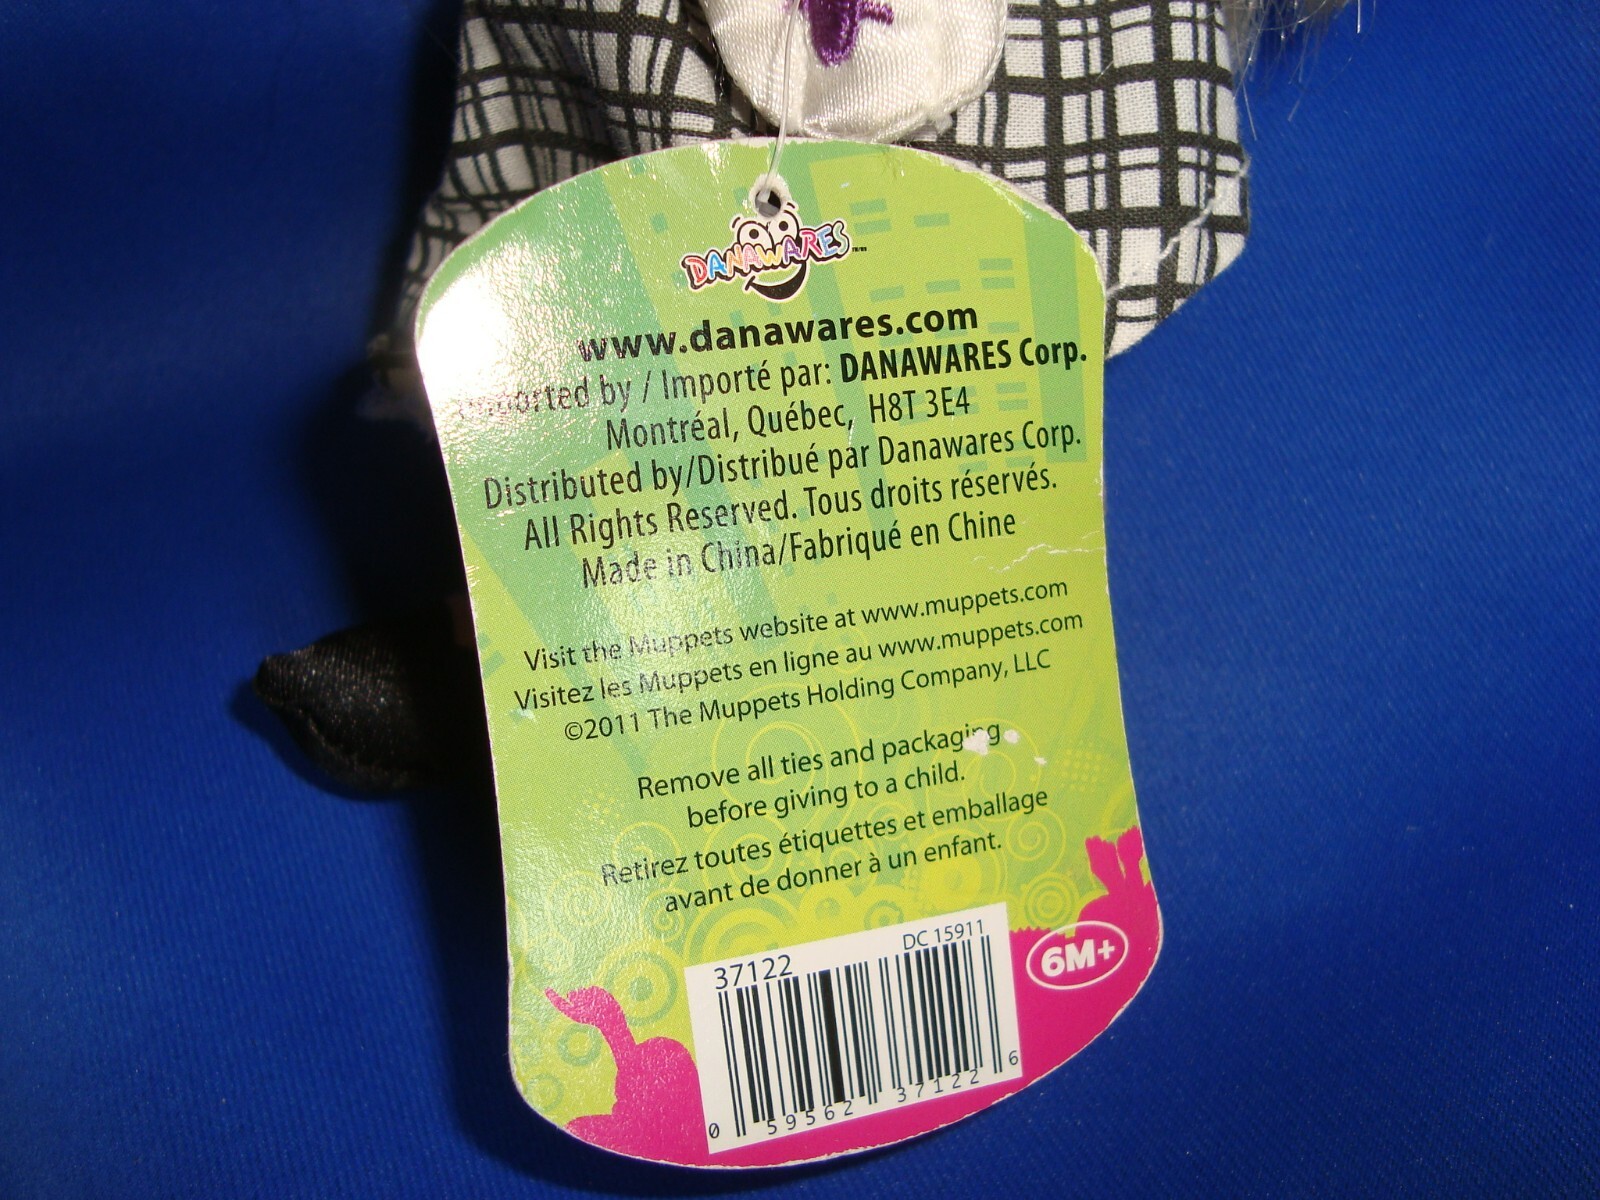 DANAWARES
www.danawares.com
Imported by / Importé par: DANAWARES Corp.
Montréal, Québec, H8T 3E4
Distributed by/Distribué par Danawares Corp.
All Rights Reserved. Tous droits réservés.
Made in China/Fabriqué en Chine
Visit the Muppets website at www.muppets.com
Visitez les Muppets en ligne au www.muppets.com
©2011 The Muppets Holding Company, LLC
Remove all ties and packaging
before giving to a child.
Retirez toutes étiquettes et emballage
avant de donner à un enfant.
DC 15911
37122
6M+
0 59562 37122 6